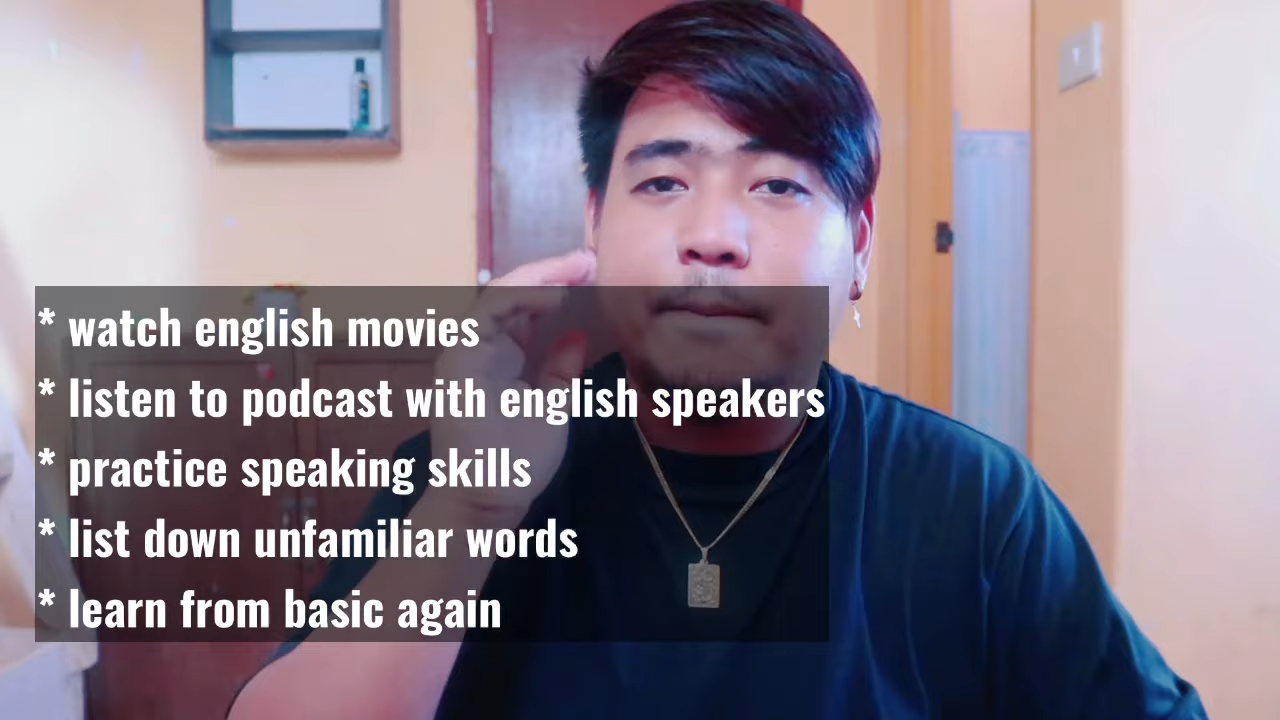 * watch english movies
* listen to podcast with english speakers
* practice speaking skills
* list down unfamiliar words
* learn from basic again